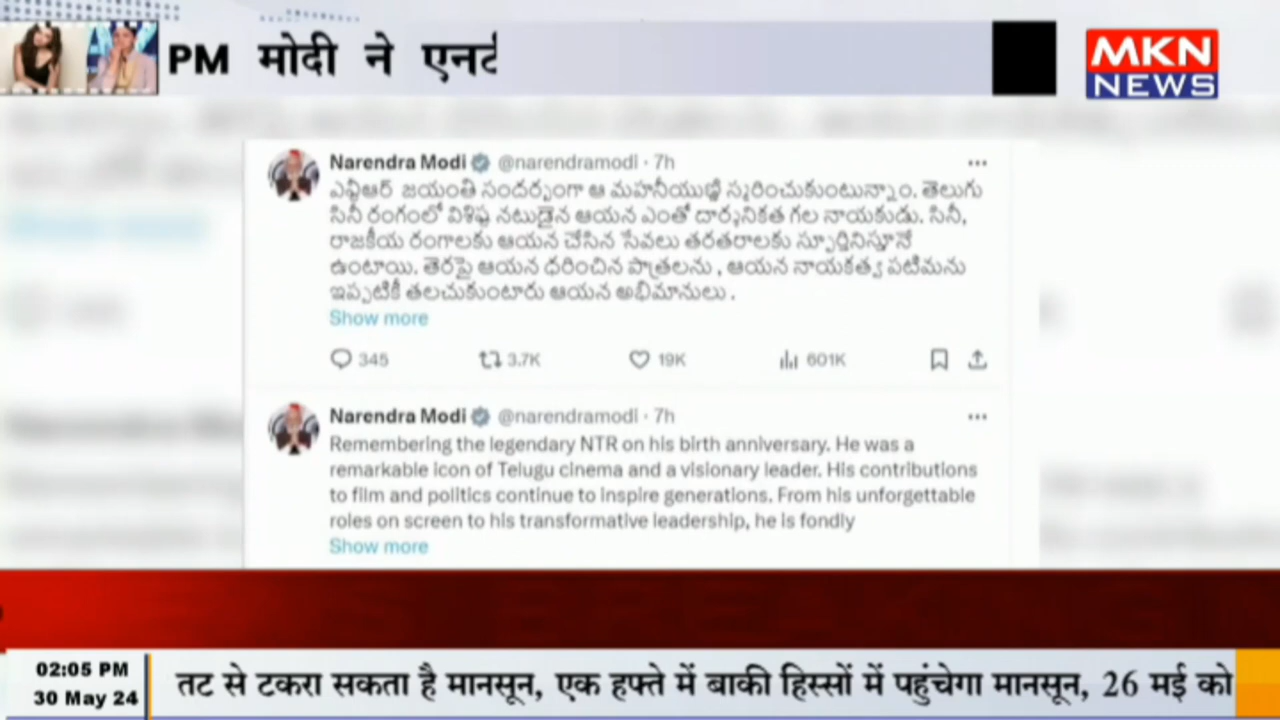 PM मोदी ने एनटी
MKN
NEWS
Narendra Modi @narendramodi · 7h
ఎన్టీఆర్ జయంతి సందర్భంగా ఆ మహనీయుణ్ణి స్మరించుకుంటున్నాం. తెలుగు
సినీ రంగంలో విశిష్ట నటుడైన ఆయన ఎంతో దార్శనికత గల నాయకుడు. సినీ,
రాజకీయ రంగాలకు ఆయన చేసిన సేవలు తరతరాలకు స్ఫూర్తినిస్తూనే
ఉంటాయి. తెరపై ఆయన ధరించిన పాత్రలను , ఆయన నాయకత్వ పటిమను
ఇప్పటికీ తలచుకుంటారు ఆయన అభిమానులు .
Show more
345 3.7K 19K 601K
Narendra Modi @narendramodi · 7h
Remembering the legendary NTR on his birth anniversary. He was a
remarkable icon of Telugu cinema and a visionary leader. His contributions
to film and politics continue to inspire generations. From his unforgettable
roles on screen to his transformative leadership, he is fondly
Show more
02:05 PM
30 May 24
तट से टकरा सकता है मानसून, एक हफ्ते में बाकी हिस्सों में पहुंचेगा मानसून, 26 मई को